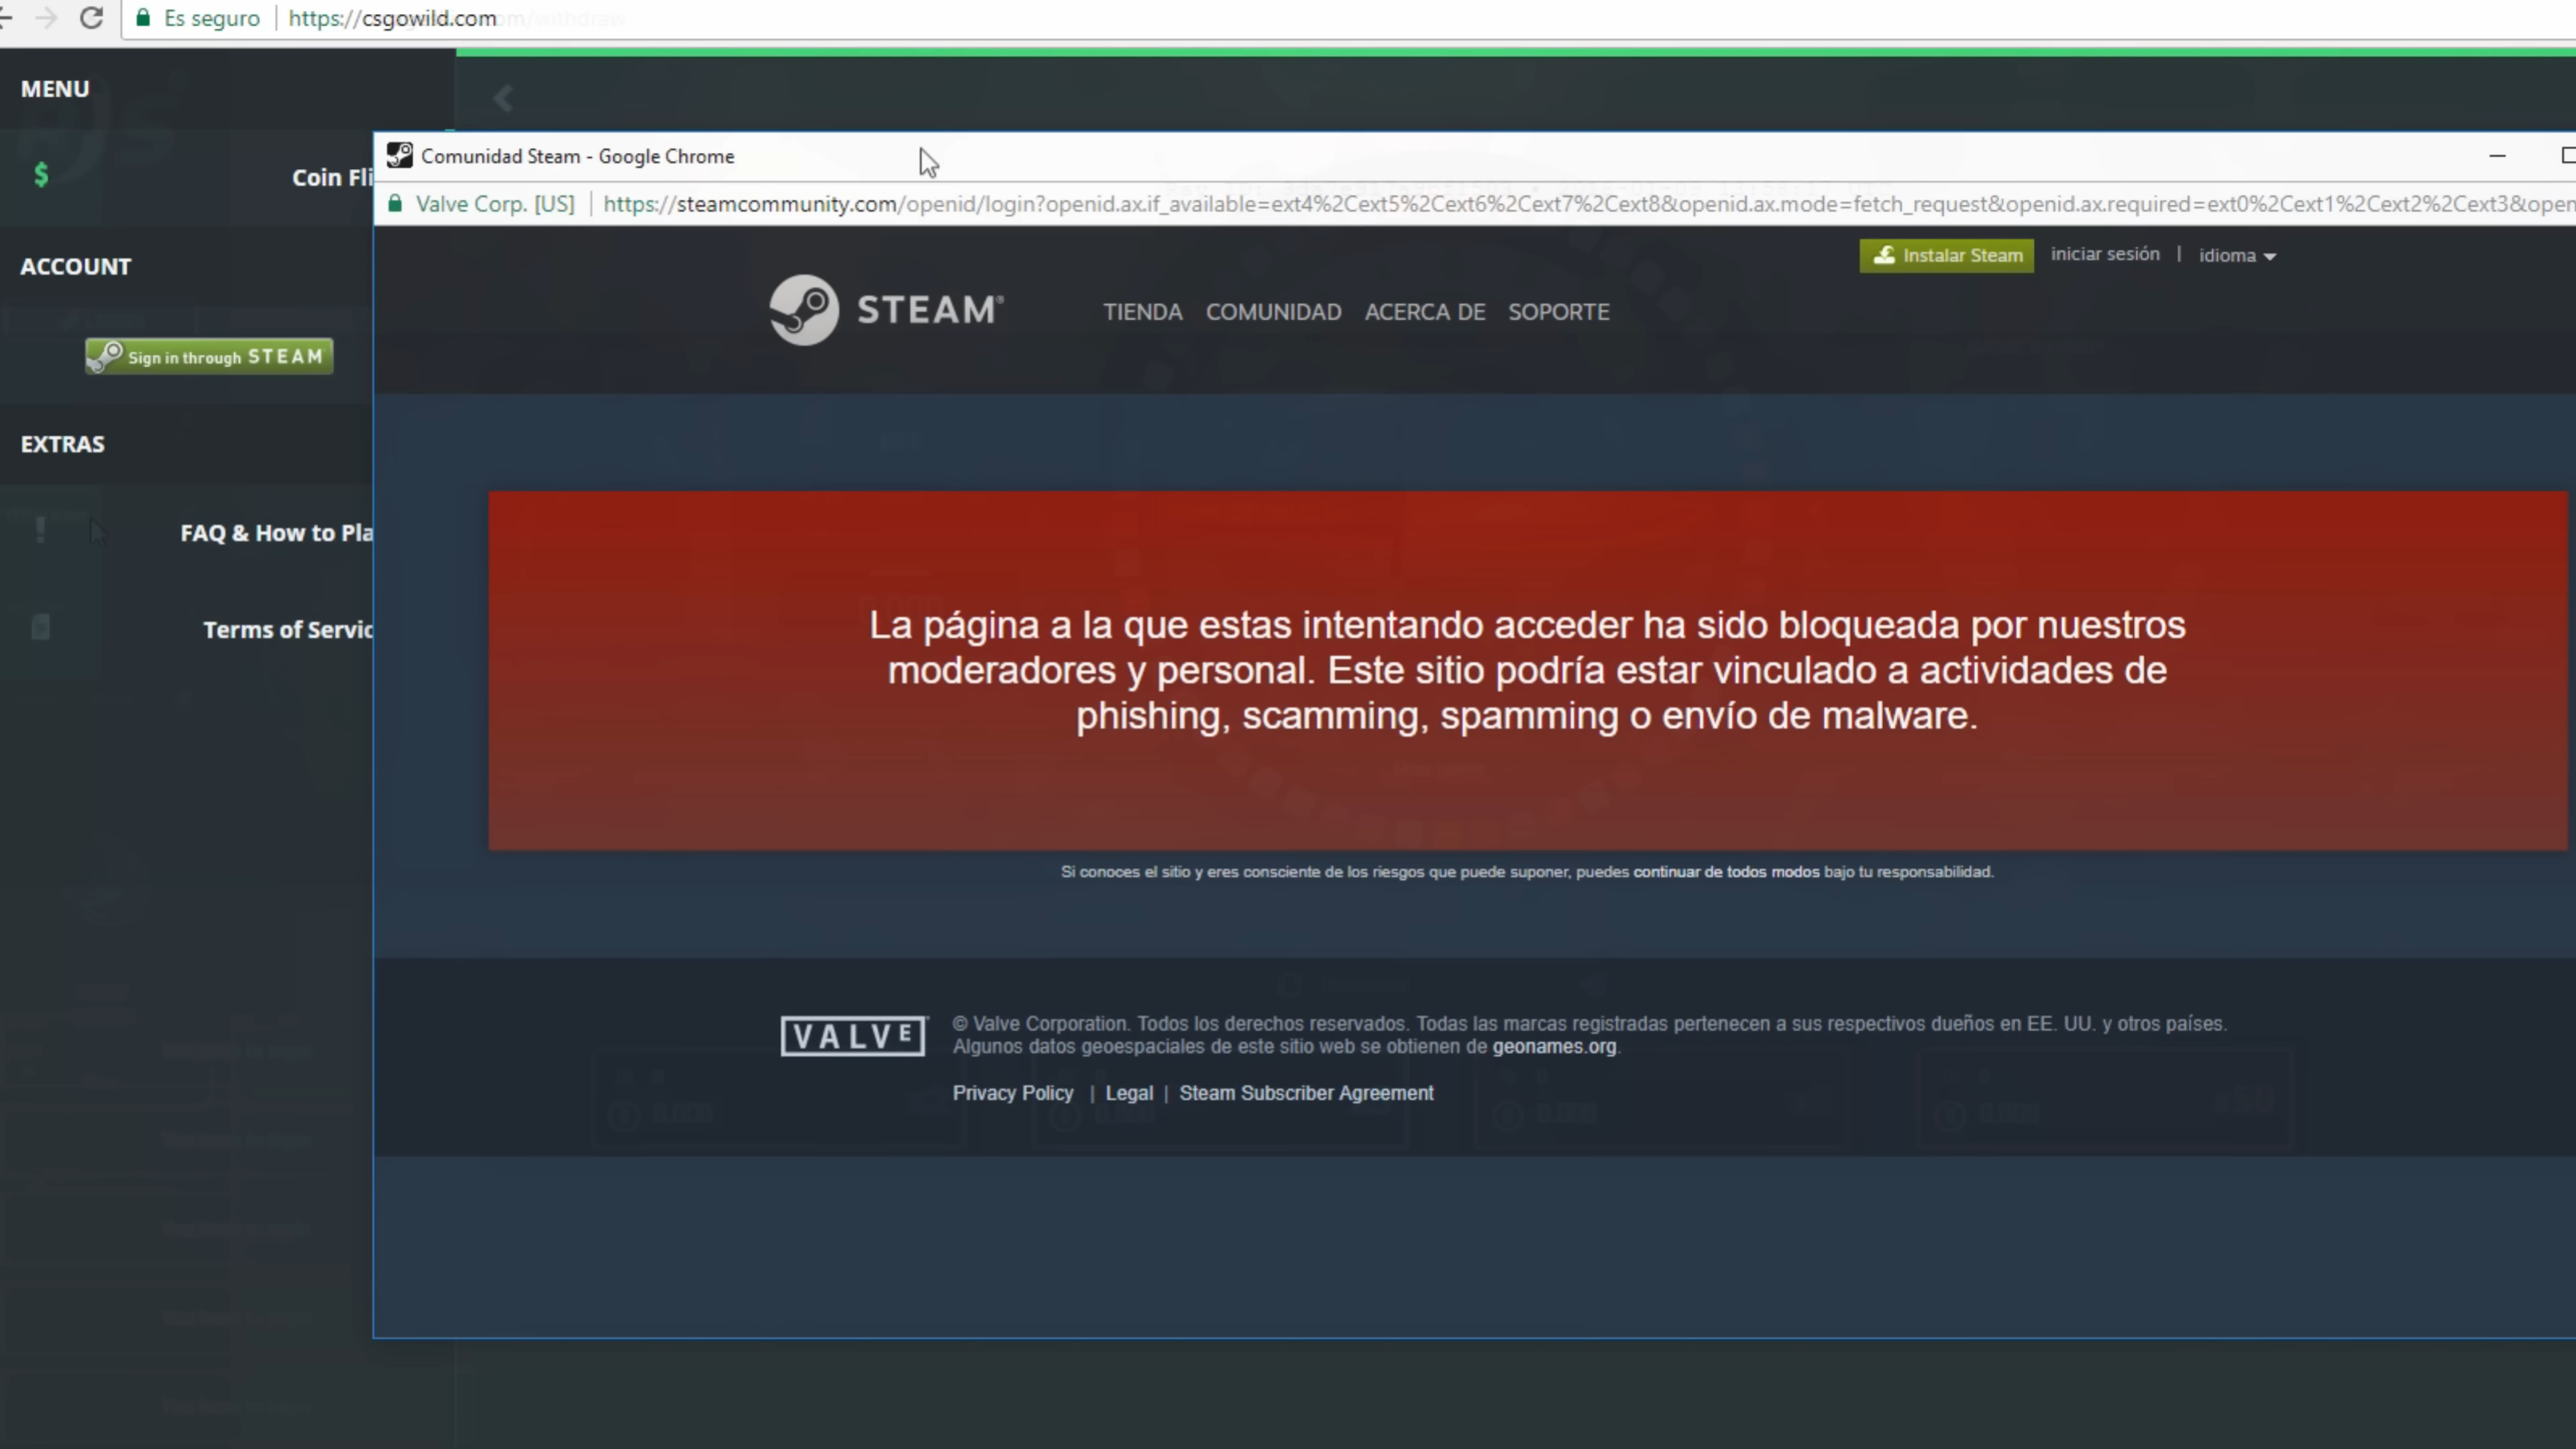 Es seguro
https://csgowild.com
MENU
Coin Fli
ACCOUNT
Sign in through STEAM
EXTRAS
FAQ & How to Pla
Terms of Servic
Comunidad Steam - Google Chrome
Valve Corp. [US]
https://steamcommunity.com/openid/login?openid.ax.if_available=ext4%2Cext5%2Cext6%2Cext7%2Cext8&openid.ax.mode=fetch_request&openid.ax.required=ext0%2Cext1%2Cext2%2Cext3&open
Instalar Steam
iniciar sesión | idioma
STEAM®
TIENDA COMUNIDAD ACERCA DE SOPORTE
La página a la que estas intentando acceder ha sido bloqueada por nuestros
moderadores y personal. Este sitio podría estar vinculado a actividades de
phishing, scamming, spamming o envío de malware.
Si conoces el sitio y eres consciente de los riesgos que puede suponer, puedes continuar de todos modos bajo tu responsabilidad.
VALVE
© Valve Corporation. Todos los derechos reservados. Todas las marcas registradas pertenecen a sus respectivos dueños en EE. UU. y otros países.
Algunos datos geoespaciales de este sitio web se obtienen de geonames.org.
Privacy Policy | Legal | Steam Subscriber Agreement